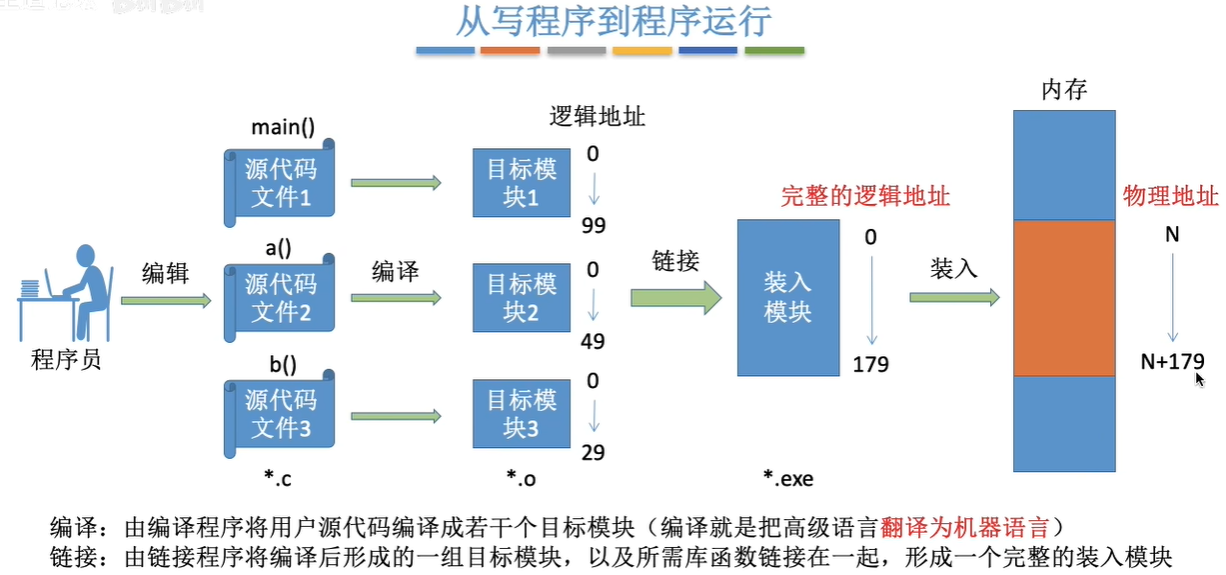 从写程序到程序运行
内存
main()
逻辑地址
源代码
文件1
目标模
块1
0
99
完整的逻辑地址
物理地址
a()
源代码
文件2
编辑
编译
目标模
块2
0
49
链接
装入
模块
0
179
装入
N
N+179
程序员
b()
源代码
文件3
目标模
块3
0
29
*.c
*.o
*.exe
编译：由编译程序将用户源代码编译成若干个目标模块（编译就是把高级语言翻译为机器语言）
链接：由链接程序将编译后形成的一组目标模块，以及所需库函数链接在一起，形成一个完整的装入模块